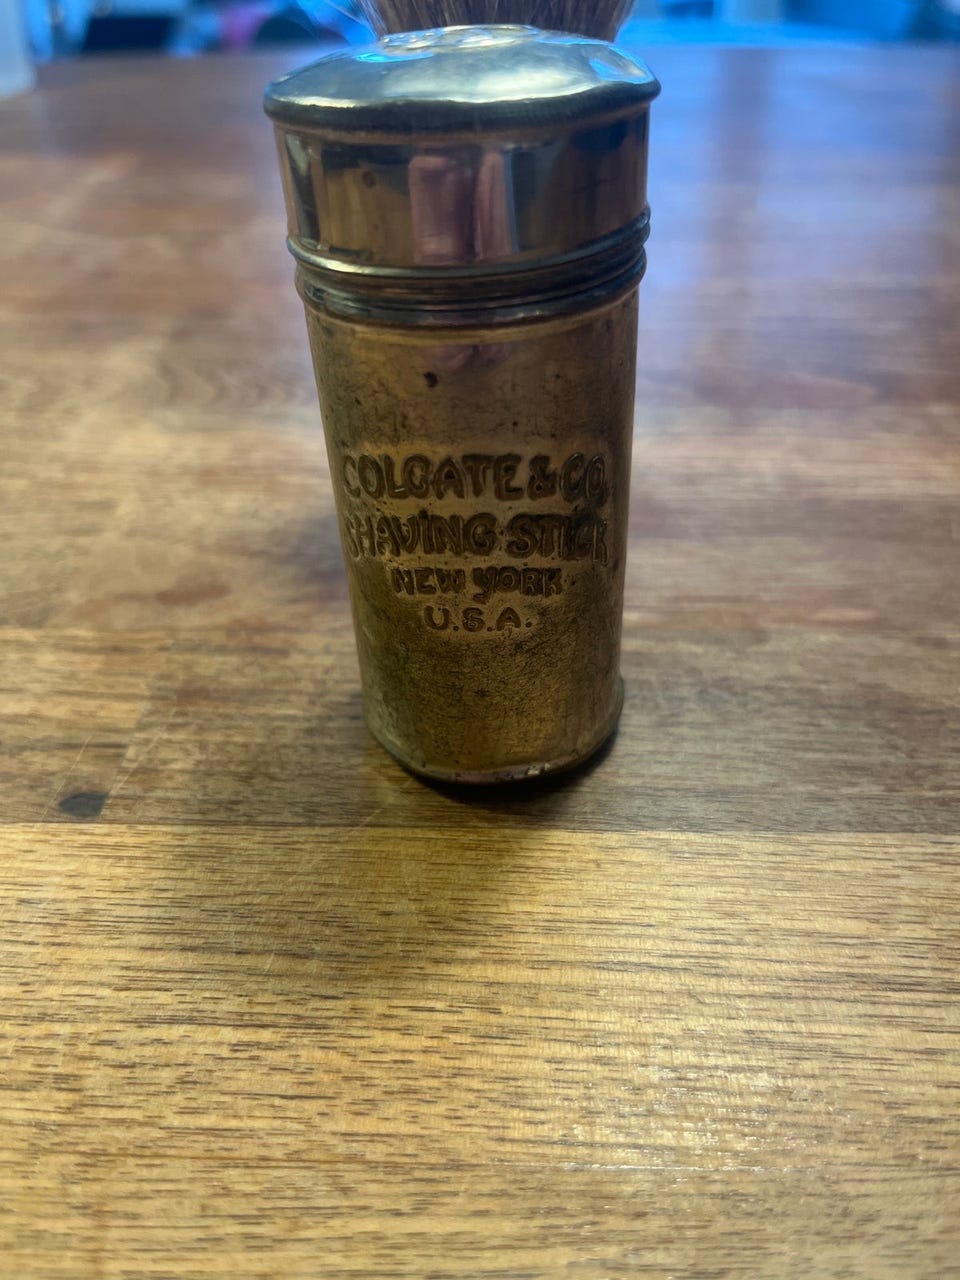 COLGATE & CO.
SHAVING STICK
NEW YORK
U.S.A.